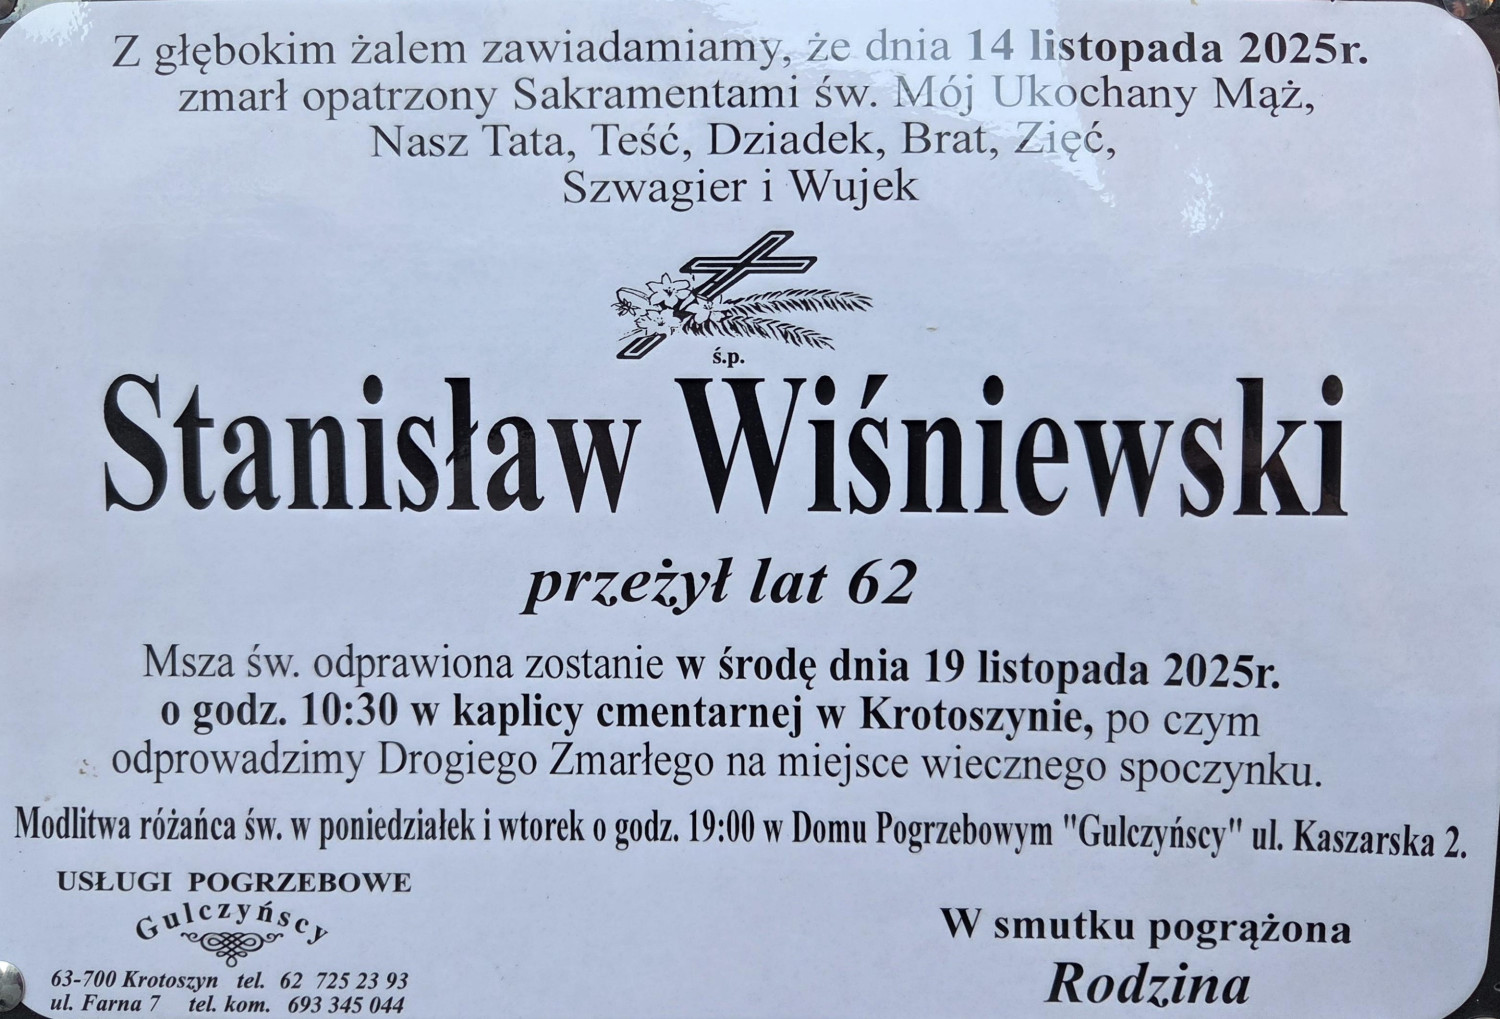 Z głębokim żalem zawiadamiamy, że dnia 14 listopada 2025r.
zmarł opatrzony Sakramentami św. Mój Ukochany Mąż,
Nasz Tata, Teść, Dziadek, Brat, Zięć,
Szwagier i Wujek
ś.p.
Stanisław Wiśniewski
przeżył lat 62
Msza św. odprawiona zostanie w środę dnia 19 listopada 2025r.
o godz. 10:30 w kaplicy cmentarnej w Krotoszynie, po czym
odprowadzimy Drogiego Zmarłego na miejsce wiecznego spoczynku.
Modlitwa różańca św. w poniedziałek i wtorek o godz. 19:00 w Domu Pogrzebowym "Gulczyńscy" ul. Kaszarska 2.
USŁUGI POGRZEBOWE
Gulczyńscy
63-700 Krotoszyn tel. 62 725 23 93
ul. Farna 7 tel. kom. 693 345 044
W smutku pogrążona
Rodzina